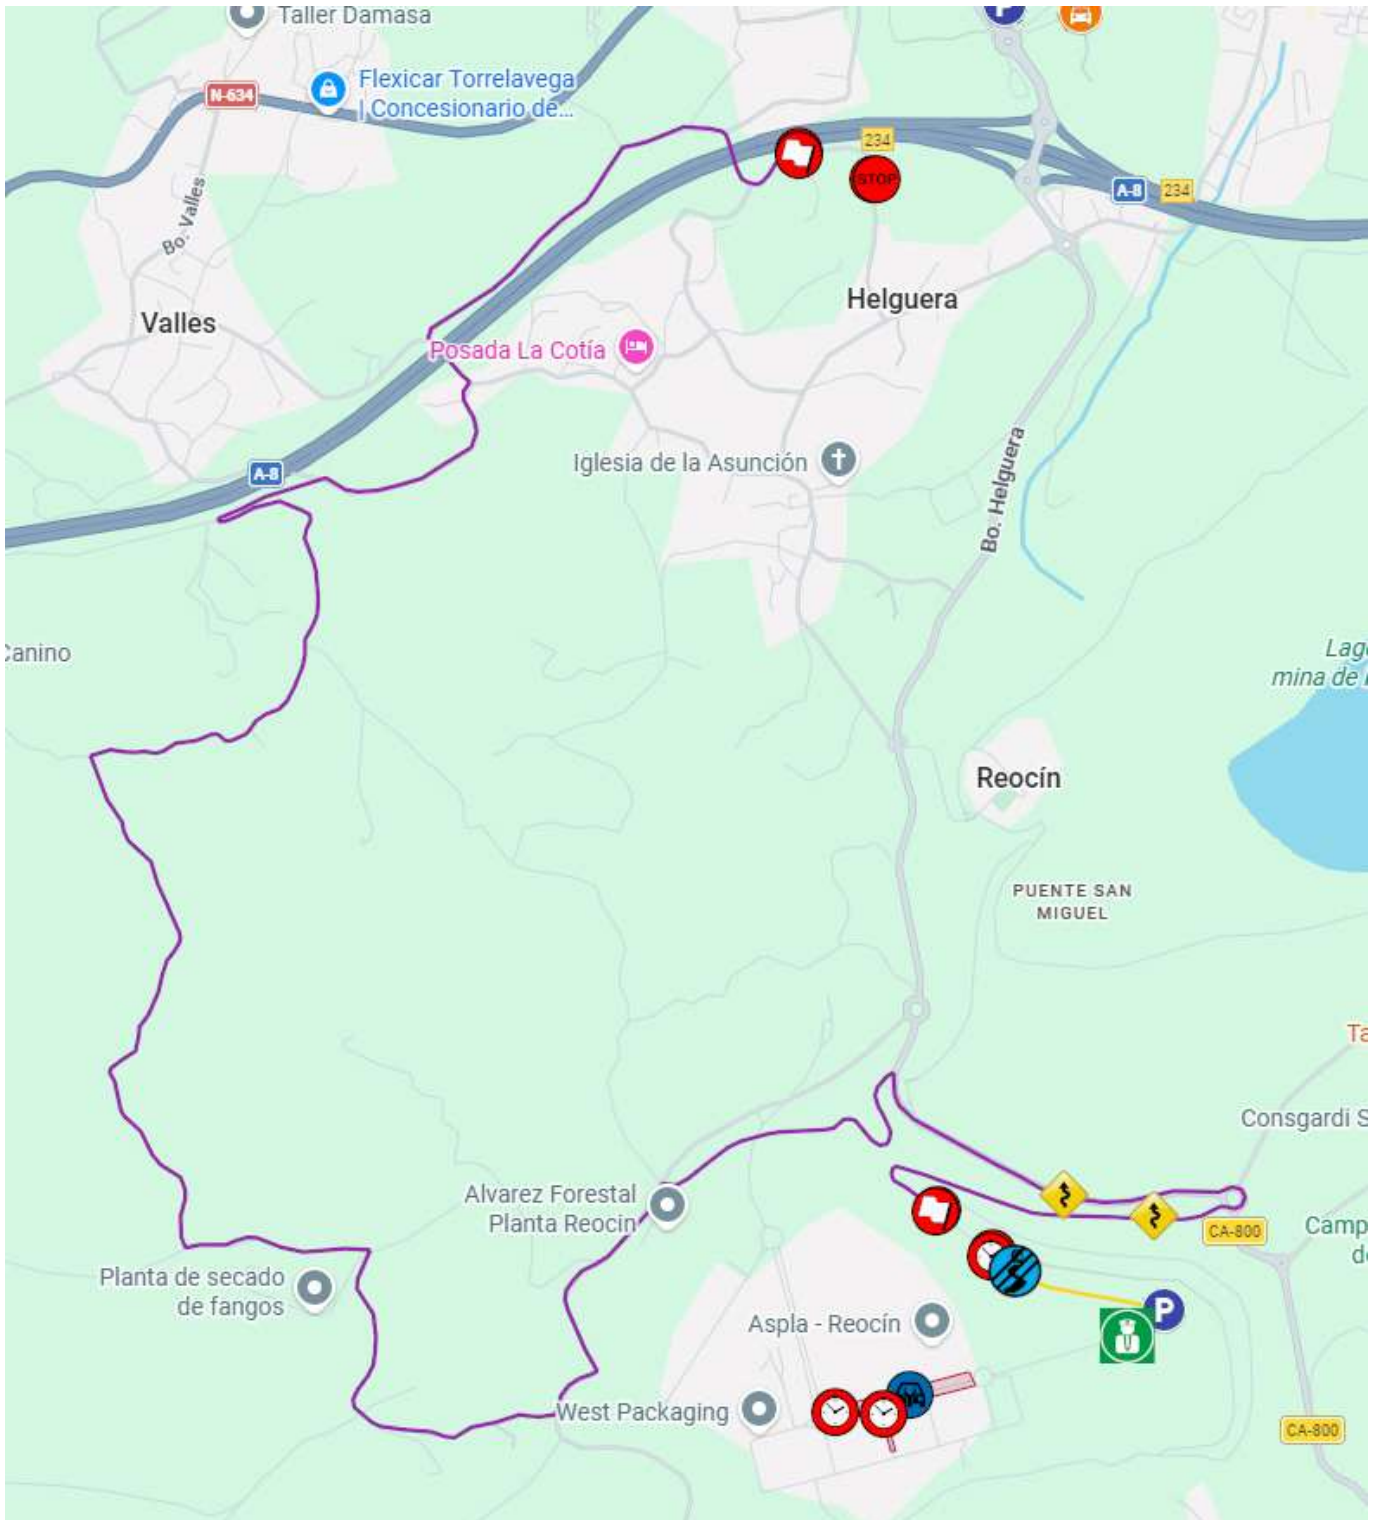 Taller Damasa
P
N-634
Flexicar Torrelavega
| Concesionario de...
234
STOP
A-8
234
Bo. Valles
Helguera
Valles
Posada La Cotía
Iglesia de la Asunción
A-8
Bo. Helguera
Canino
Lag
mina de
Reocín
PUENTE SAN
MIGUEL
Ta
Consgardi S
Alvarez Forestal
Planta Reocin
CA-800
Camp
de
Planta de secado
de fangos
P
Aspla - Reocín
West Packaging
CA-800